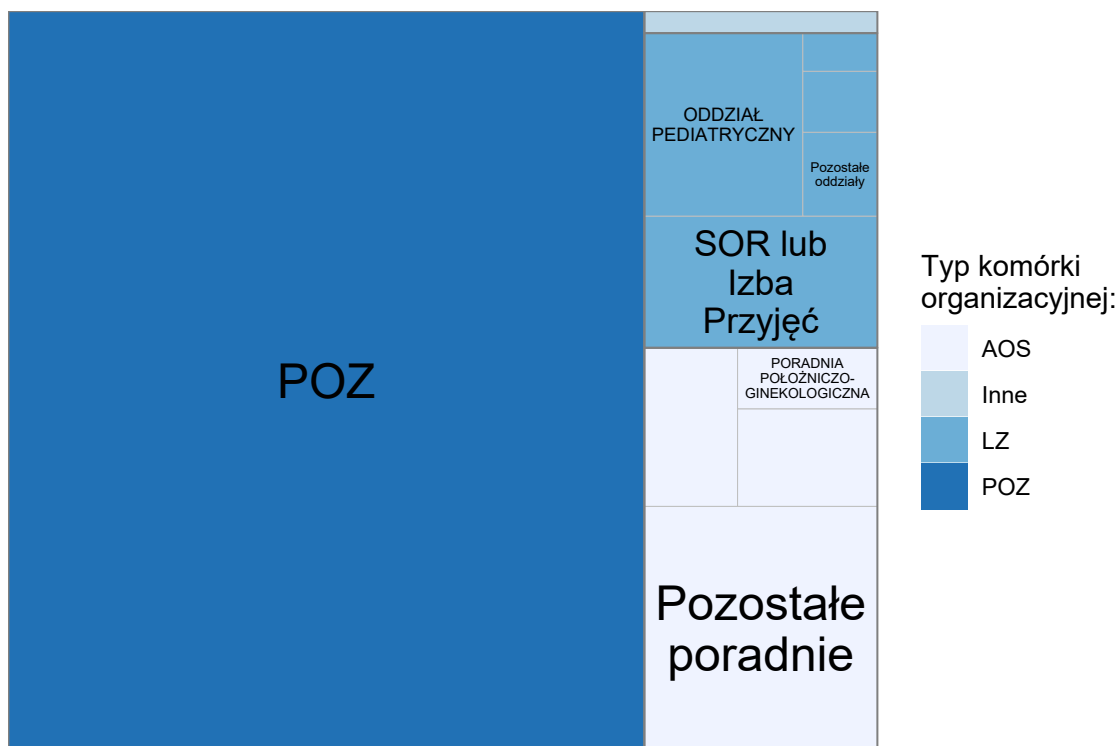 POZ
ODDZIAŁ
PEDIATRYCZNY
Pozostałe
oddziały
SOR lub
Izba
Przyjęć
PORADNIA
POŁOŻNICZO-
GINEKOLOGICZNA
Pozostałe
poradnie
Typ komórki
organizacyjnej:
AOS
Inne
LZ
POZ